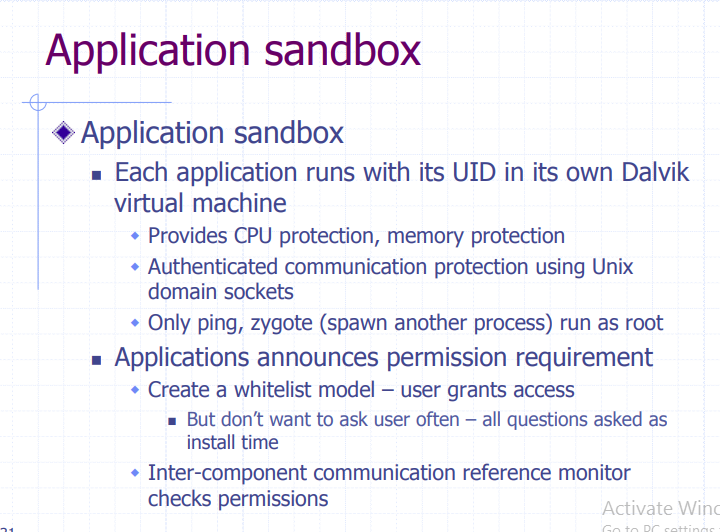 Application sandbox
Application sandbox
Each application runs with its UID in its own Dalvik
virtual machine
Provides CPU protection, memory protection
Authenticated communication protection using Unix
domain sockets
Only ping, zygote (spawn another process) run as root
Applications announces permission requirement
Create a whitelist model – user grants access
But don't want to ask user often – all questions asked as
install time
Inter-component communication reference monitor
checks permissions
Activate Wind
Go to PC settings